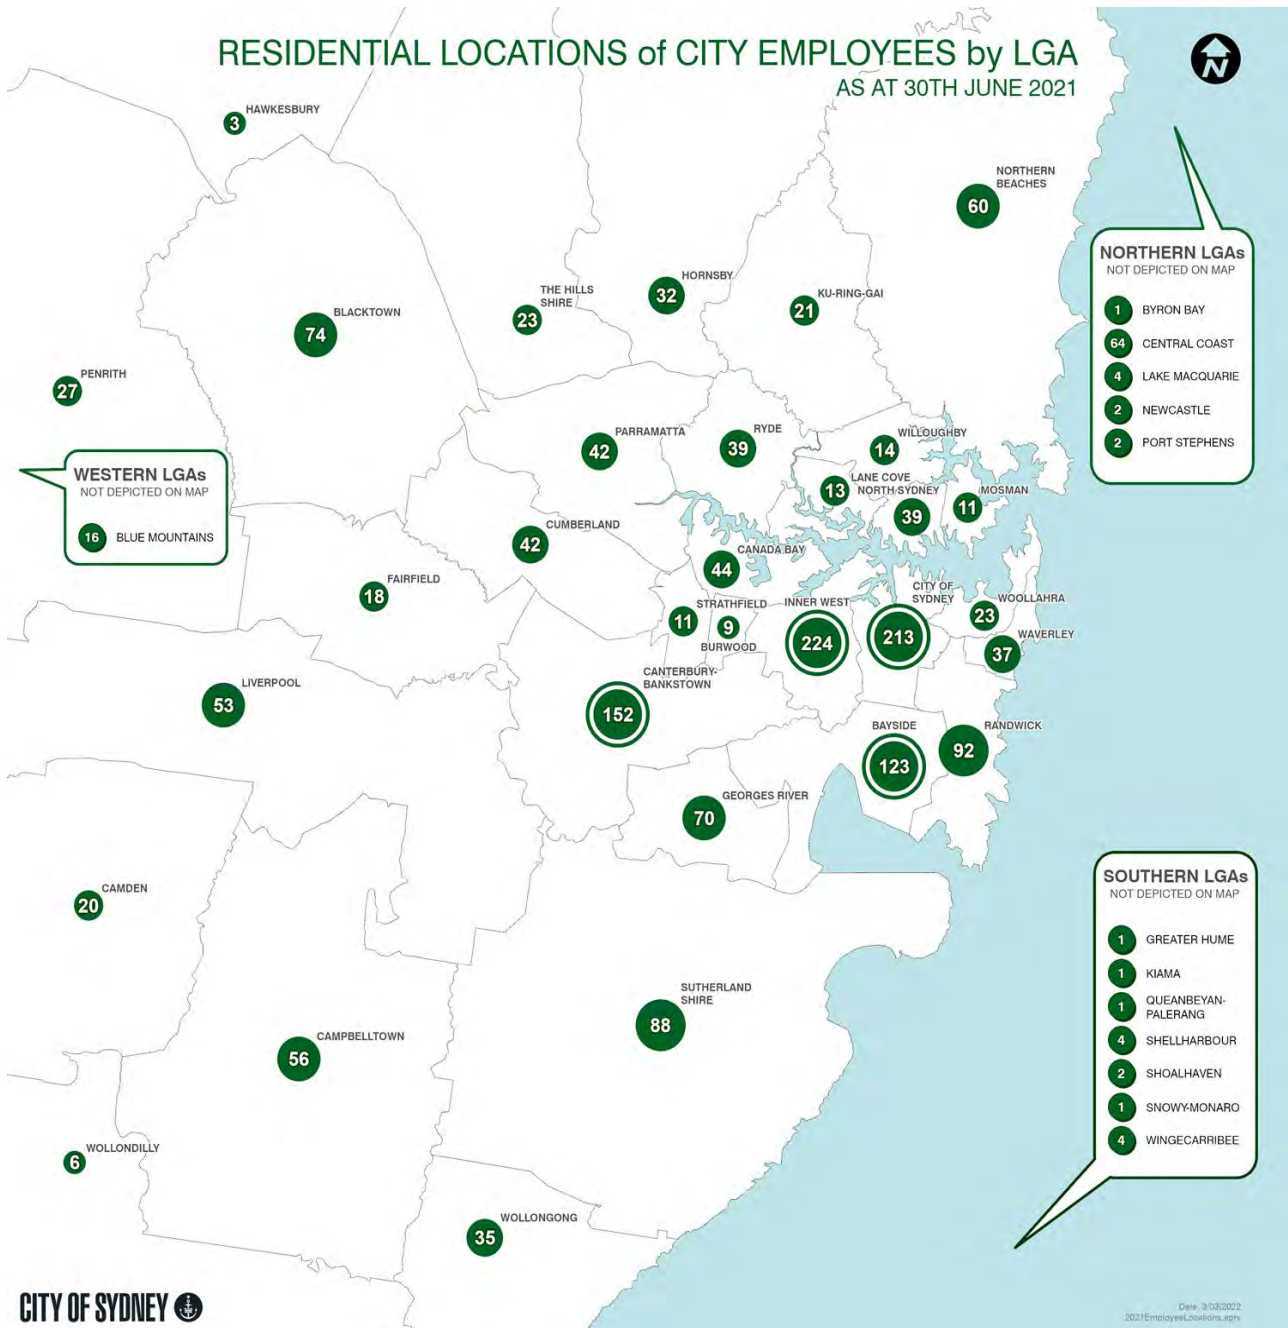 RESIDENTIAL LOCATIONS of CITY EMPLOYEES by LGA
AS AT 30TH JUNE 2021
N
HAWKESBURY
3
NORTHERN
BEACHES
60
BLACKTOWN
74
THE HILLS
SHIRE
23
HORNSBY
32
KU-RING-GAI
21
NORTHERN LGAs
NOT DEPICTED ON MAP
1 BYRON BAY
64 CENTRAL COAST
4 LAKE MACQUARIE
2 NEWCASTLE
2 PORT STEPHENS
PENRITH
27
WESTERN LGAs
NOT DEPICTED ON MAP
16 BLUE MOUNTAINS
PARRAMATTA
42
RYDE
39
WILLOUGHBY
14
LANE COVE
13
NORTH SYDNEY
39
MOSMAN
11
CUMBERLAND
42
CANADA BAY
44
FAIRFIELD
18
STRATHFIELD
11
9
BURWOOD
INNER WEST
224
CITY OF
SYDNEY
213
WOOLLAHRA
23
WAVERLEY
37
LIVERPOOL
53
CANTERBURY-
BANKSTOWN
152
BAYSIDE
123
RANDWICK
92
GEORGES RIVER
70
CAMDEN
20
SOUTHERN LGAs
NOT DEPICTED ON MAP
1 GREATER HUME
1 KIAMA
1 QUEANBEYAN-
PALERANG
4 SHELLHARBOUR
2 SHOALHAVEN
1 SNOWY-MONARO
4 WINGECARRIBEE
SUTHERLAND
SHIRE
88
CAMPBELLTOWN
56
WOLLONDILLY
6
WOLLONGONG
35
CITY OF SYDNEY
Date: 3/03/2022
2021EmployeeLocations.aprx